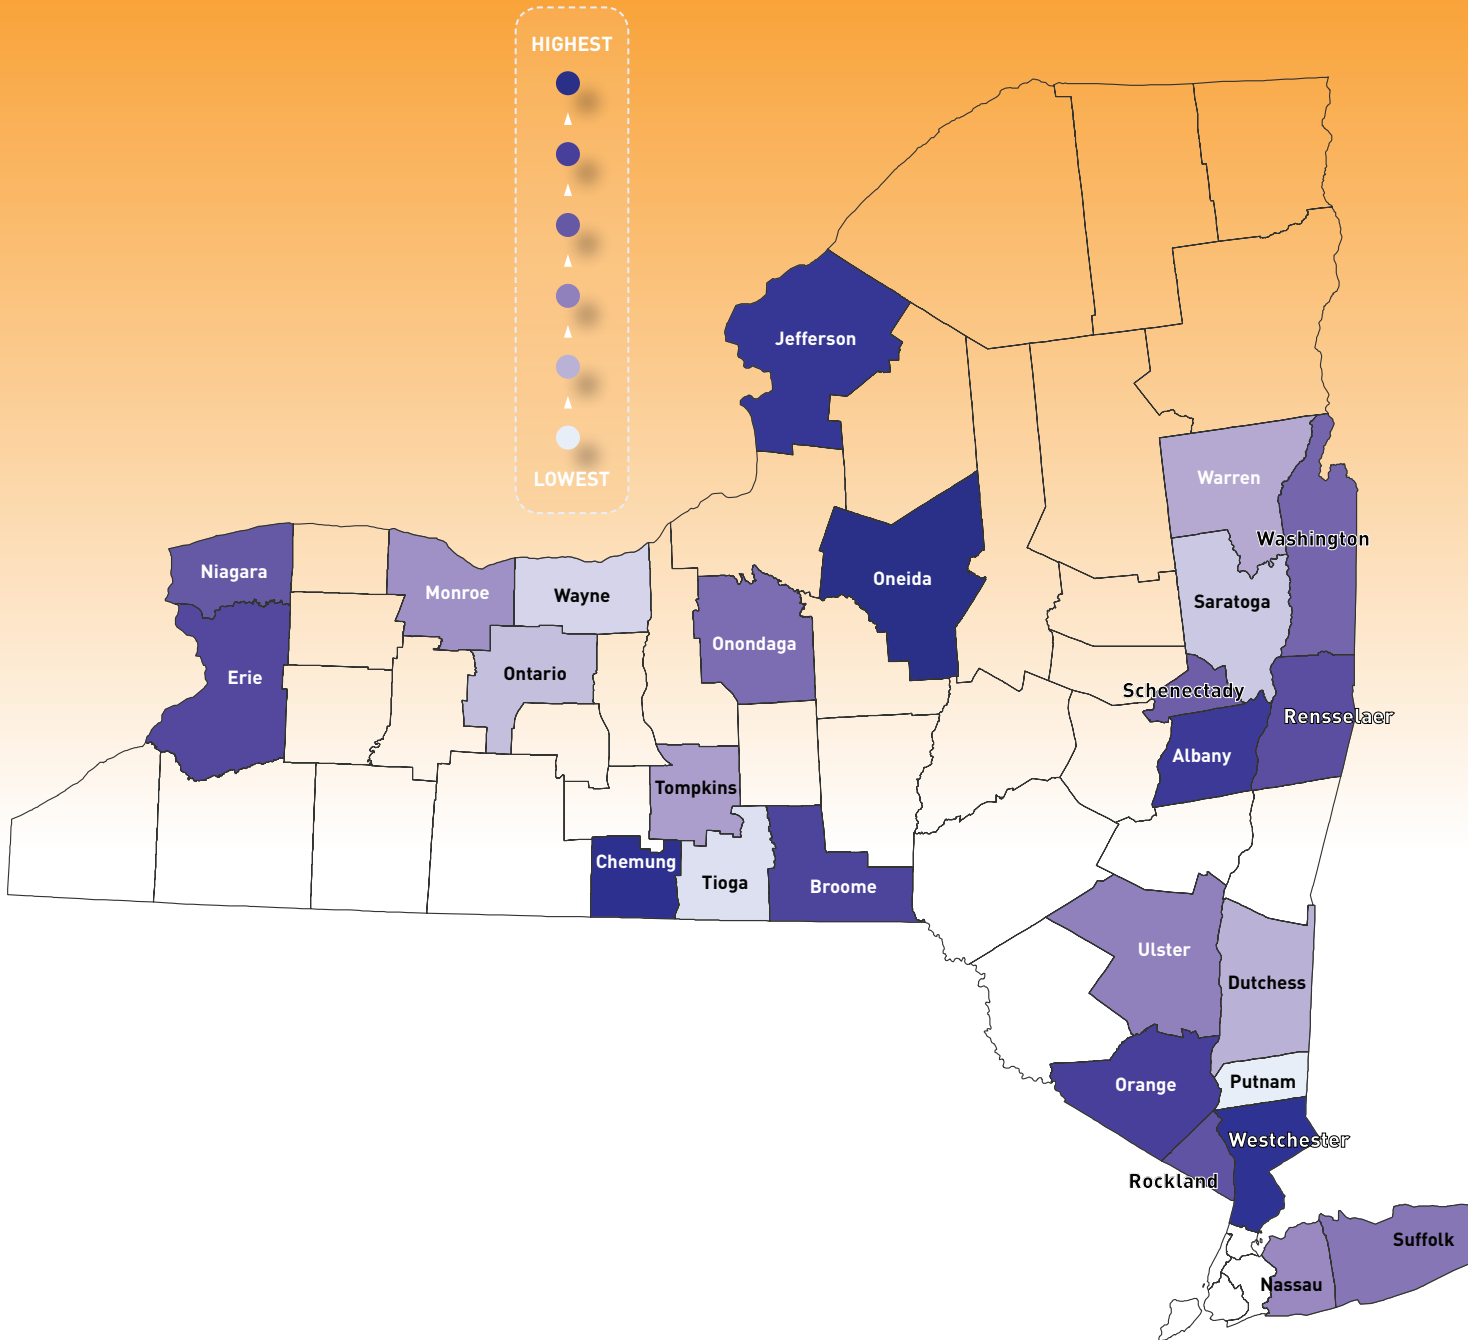 HIGHEST
LOWEST
Jefferson
Warren
Washington
Niagara
Oneida
Monroe
Wayne
Saratoga
Onondaga
Ontario
Erie
Schenectady
Rensselaer
Albany
Tompkins
Chemung
Tioga
Broome
Ulster
Dutchess
Putnam
Orange
Westchester
Rockland
Suffolk
Nassau